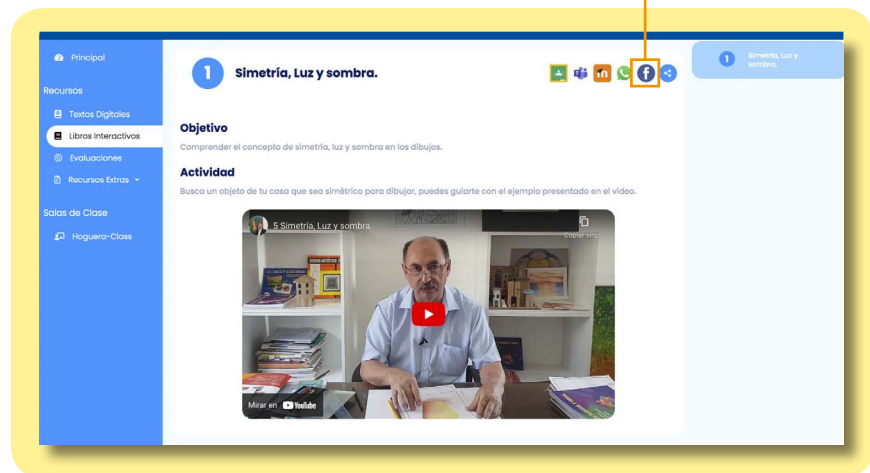 Principal
Recursos
Textos Digitales
Libros Interactivos
Evaluaciones
Recursos Extras
Salas de Clase
Hoguera-Class
1
Simetría, Luz y sombra.
Objetivo
Comprender el concepto de simetría, luz y sombra en los dibujos.
Actividad
Busca un objeto de tu casa que sea simétrico para dibujar, puedes guiarte con el ejemplo presentado en el video.
5 Simetría, Luz y sombra
Mirar en YouTube
1
Simetría, Luz y
sombra.